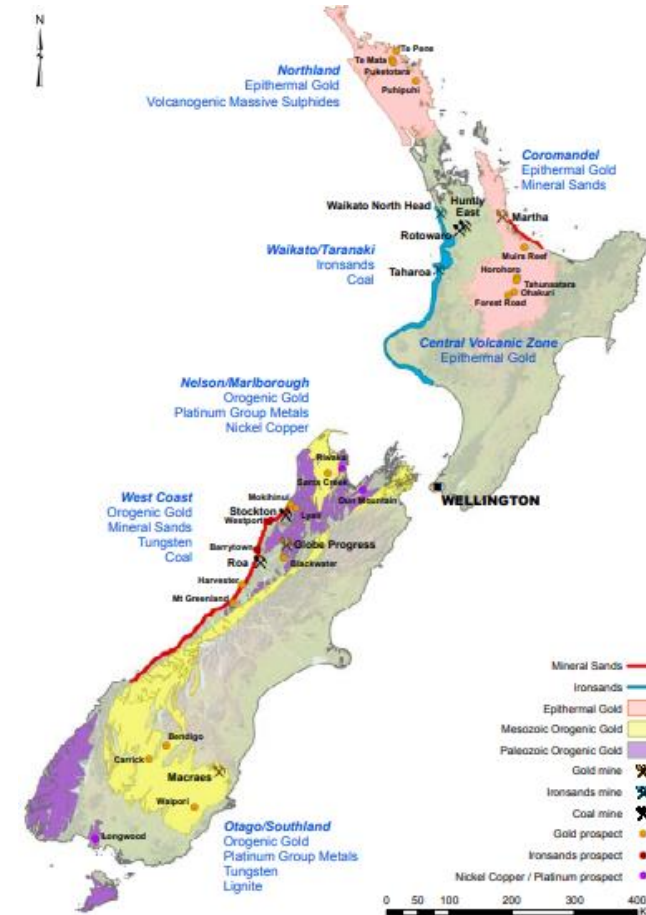 N
Te Pene
Te Mata
Puketotara
Puhipuhi
Northland
Epithermal Gold
Volcanogenic Massive Sulphides
Coromandel
Epithermal Gold
Mineral Sands
Waikato North Head
Huntly
East
Martha
Rotowaro
Muirs Reef
Waikato/Taranaki
Ironsands
Coal
Taharoa
Horohoro
Tahunaatara
Ohakuri
Forest Road
Central Volcanic Zone
Epithermal Gold
Nelson/Marlborough
Orogenic Gold
Platinum Group Metals
Nickel Copper
Riwaka
Sams Creek
Mokihinui
Dun Mountain
WELLINGTON
West Coast
Orogenic Gold
Mineral Sands
Tungsten
Coal
Stockton
Westport
Lyell
Barrytown
Globe Progress
Roa
Blackwater
Harvester
Mt Greenland
Bendigo
Carrick
Macraes
Waipori
Longwood
Otago/Southland
Orogenic Gold
Platinum Group Metals
Tungsten
Lignite
Mineral Sands
Ironsands
Epithermal Gold
Mesozoic Orogenic Gold
Paleozoic Orogenic Gold
Gold mine
Ironsands mine
Coal mine
Gold prospect
Ironsands prospect
Nickel Copper / Platinum prospect
0 50 100 200 300 400